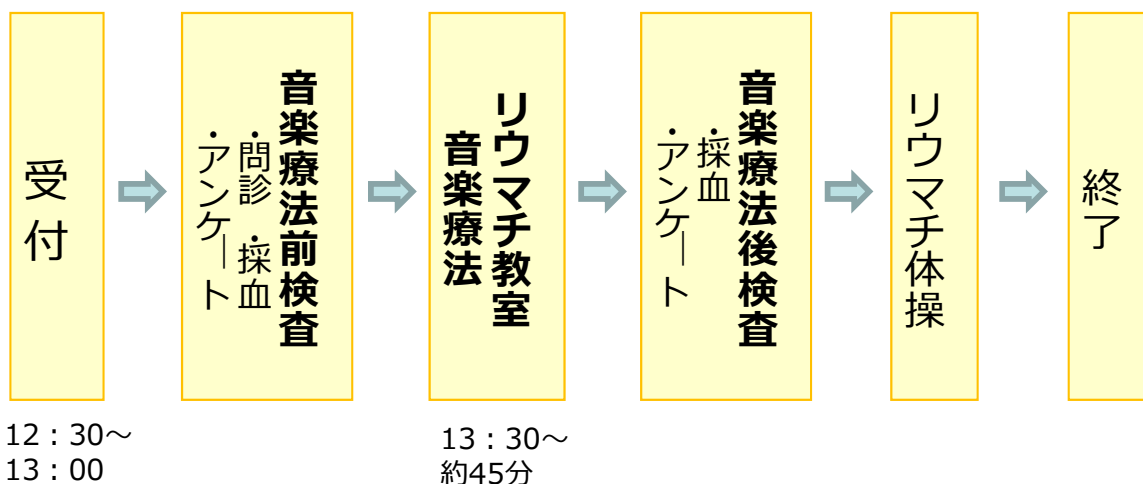 受付
音楽療法前検査
・問診 ・採血
・アンケート
リウマチ教室
音楽療法
音楽療法後検査
・採血
・アンケート
リウマチ体操
終了
12：30～
13：00
13：30～
約45分